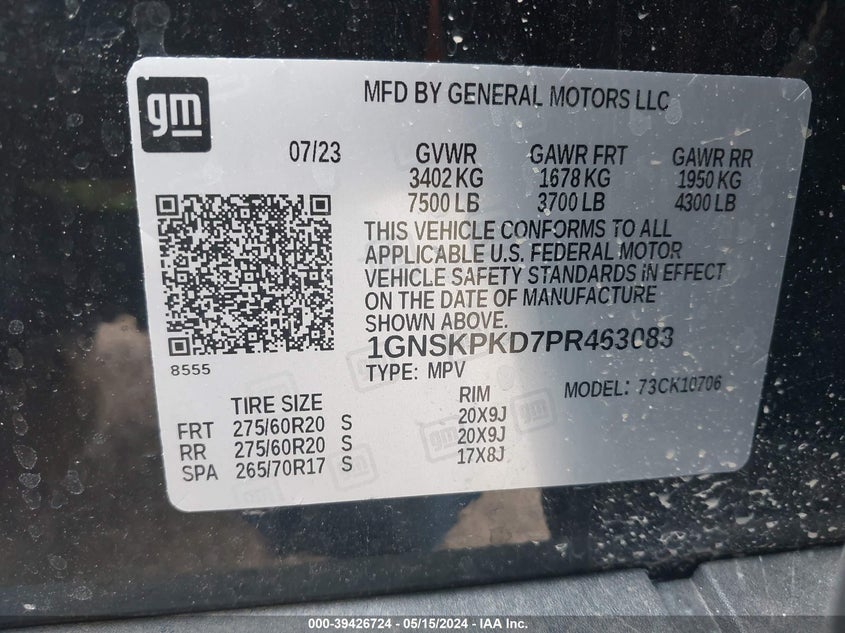 gm
MFD BY GENERAL MOTORS LLC
07/23 GVWR GAWR FRT GAWR RR
3402 KG 1678 KG 1950 KG
7500 LB 3700 LB 4300 LB
THIS VEHICLE CONFORMS TO ALL
APPLICABLE U.S. FEDERAL MOTOR
VEHICLE SAFETY STANDARDS IN EFFECT
ON THE DATE OF MANUFACTURE
SHOWN ABOVE.
1GNSKPKD7PR463083
8555
TYPE: MPV MODEL: 73CK10706
TIRE SIZE RIM
FRT 275/60R20 S 20X9J
RR 275/60R20 S 20X9J
SPA 265/70R17 S 17X8J
000-39426724 - 05/15/2024 - IAA Inc.